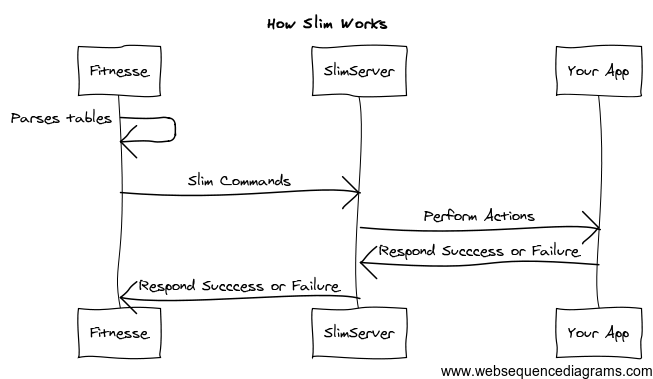 How Slim Works
Fitnesse
SlimServer
Your App
Parses tables
Slim Commands
Perform Actions
Respond Succcess or Failure
Respond Succcess or Failure
Fitnesse
SlimServer
Your App
www.websequencediagrams.com